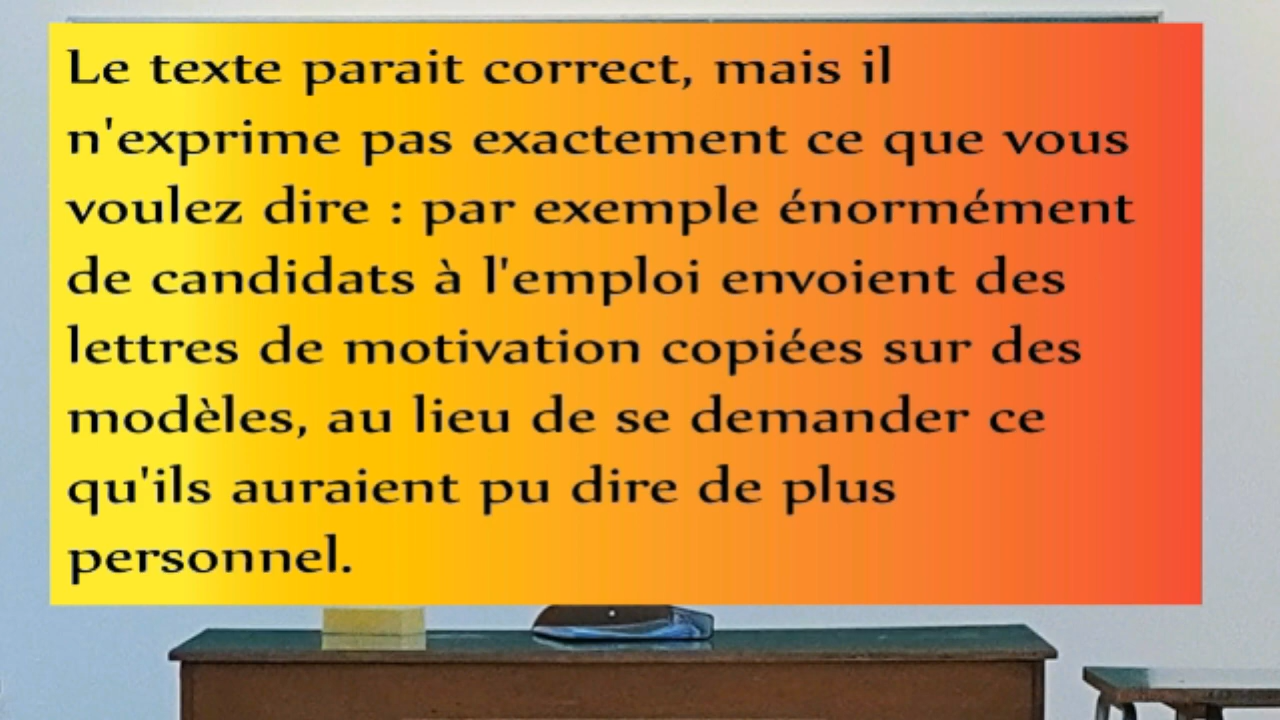 Le texte parait correct, mais il
n'exprime pas exactement ce que vous
voulez dire : par exemple énormément
de candidats à l'emploi envoient des
lettres de motivation copiées sur des
modèles, au lieu de se demander ce
qu'ils auraient pu dire de plus
personnel.